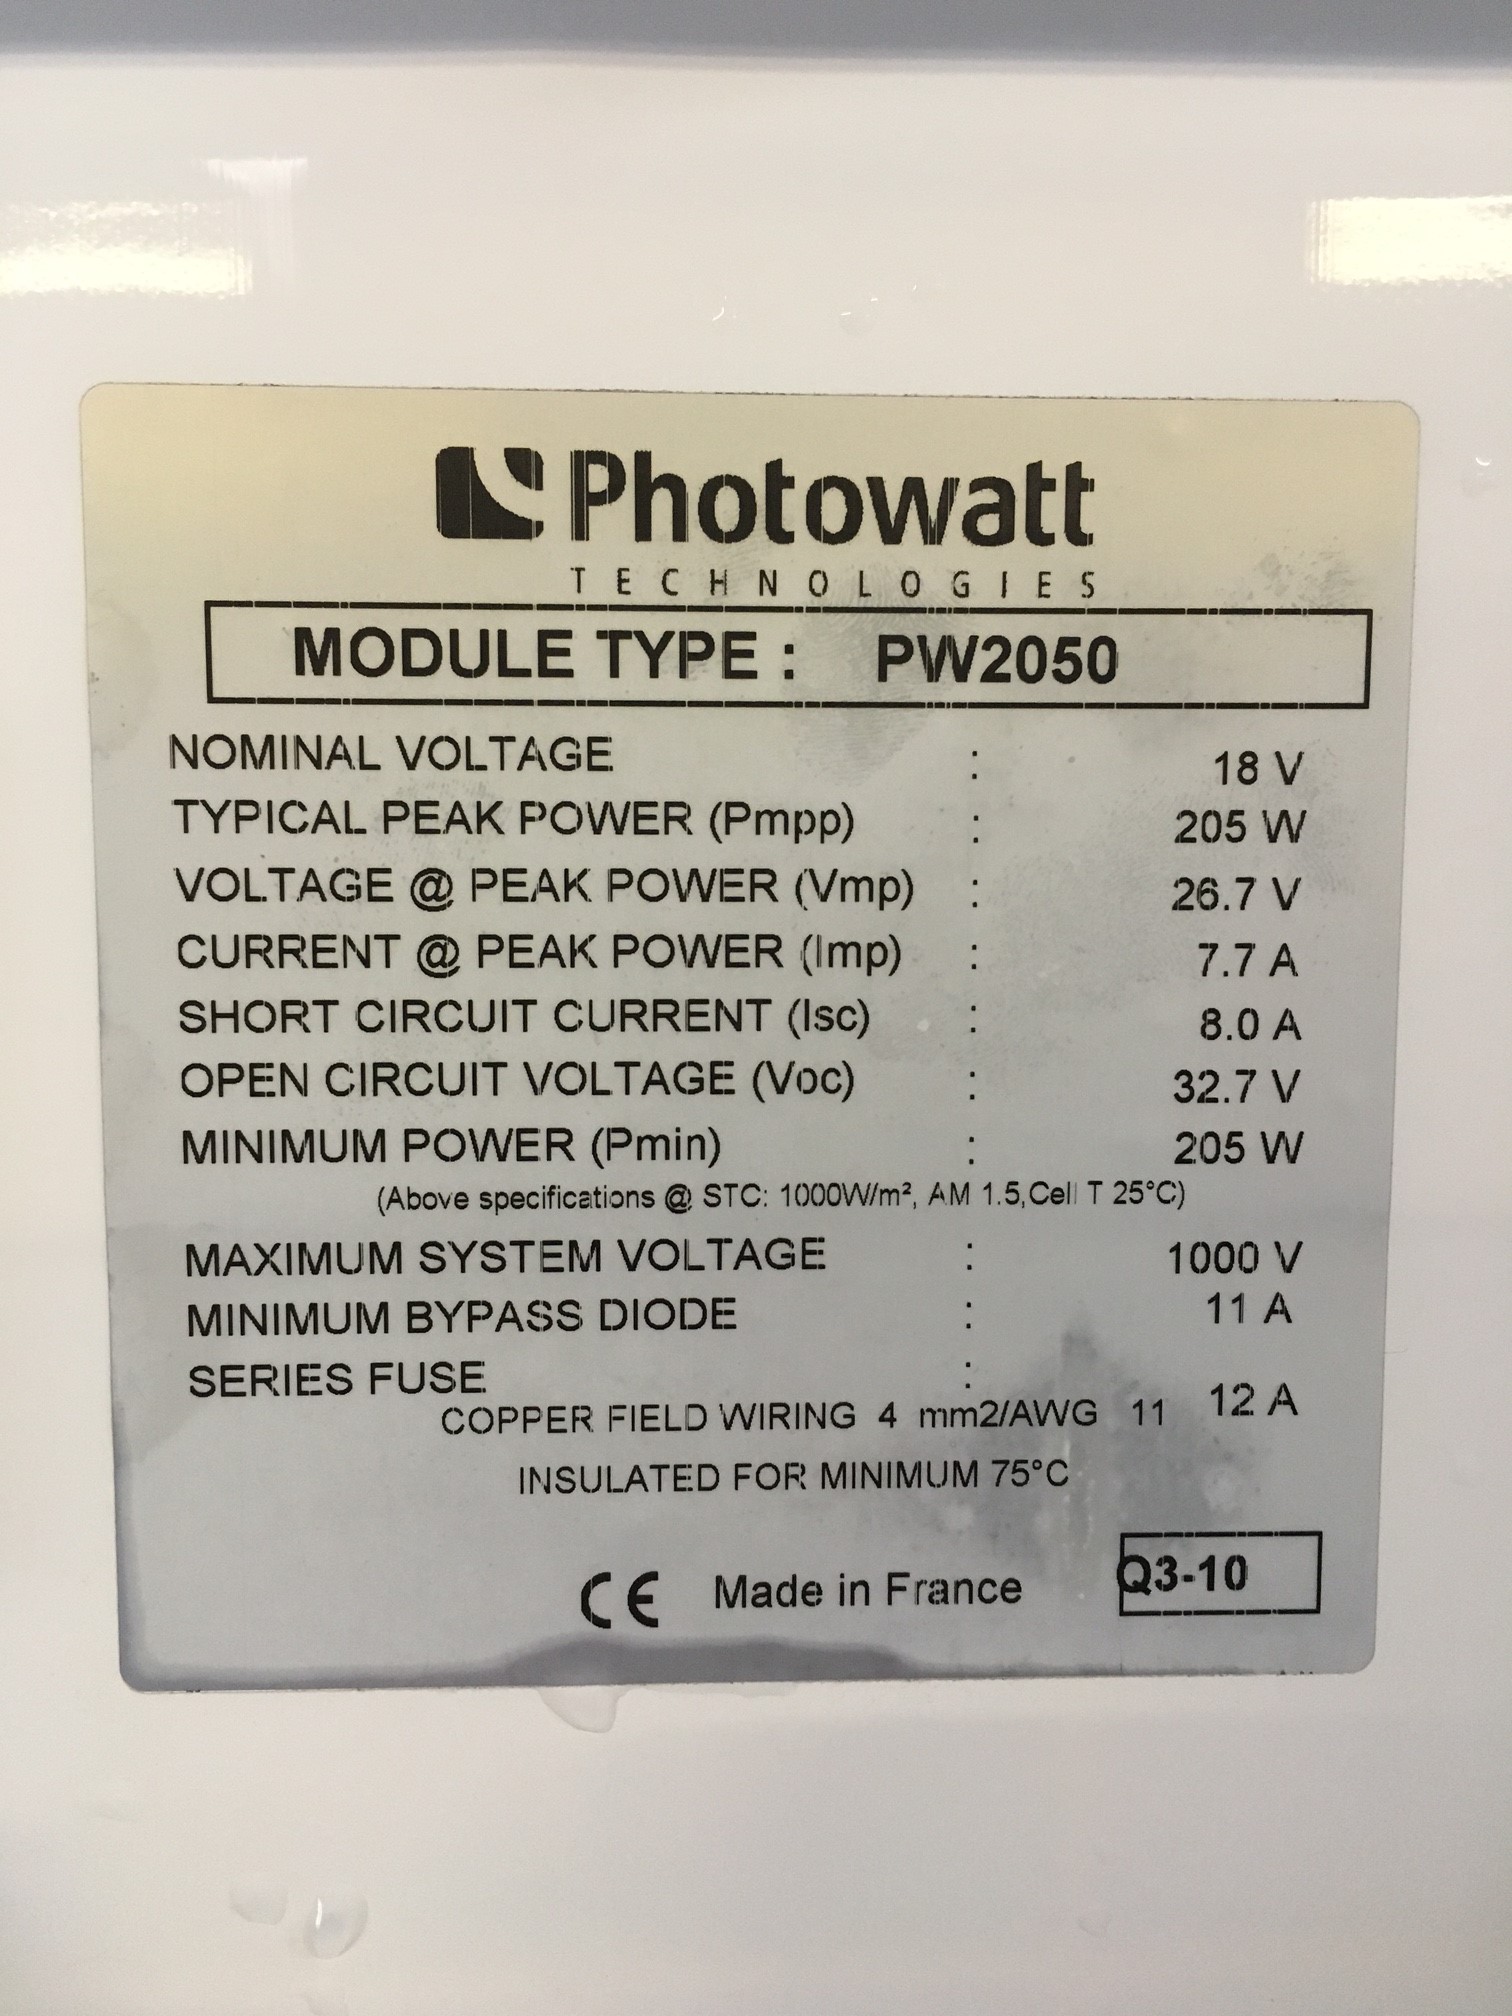 Photowatt
TECHNOLOGIES
MODULE TYPE : PW2050
NOMINAL VOLTAGE : 18 V
TYPICAL PEAK POWER (Pmpp) : 205 W
VOLTAGE @ PEAK POWER (Vmp) : 26.7 V
CURRENT @ PEAK POWER (Imp) : 7.7 A
SHORT CIRCUIT CURRENT (Isc) : 8.0 A
OPEN CIRCUIT VOLTAGE (Voc) : 32.7 V
MINIMUM POWER (Pmin) : 205 W
(Above specifications @ STC: 1000W/m², AM 1.5,Cell T 25°C)
MAXIMUM SYSTEM VOLTAGE : 1000 V
MINIMUM BYPASS DIODE : 11 A
SERIES FUSE : 12 A
COPPER FIELD WIRING 4 mm2/AWG 11
INSULATED FOR MINIMUM 75°C
CE Made in France Q3-10